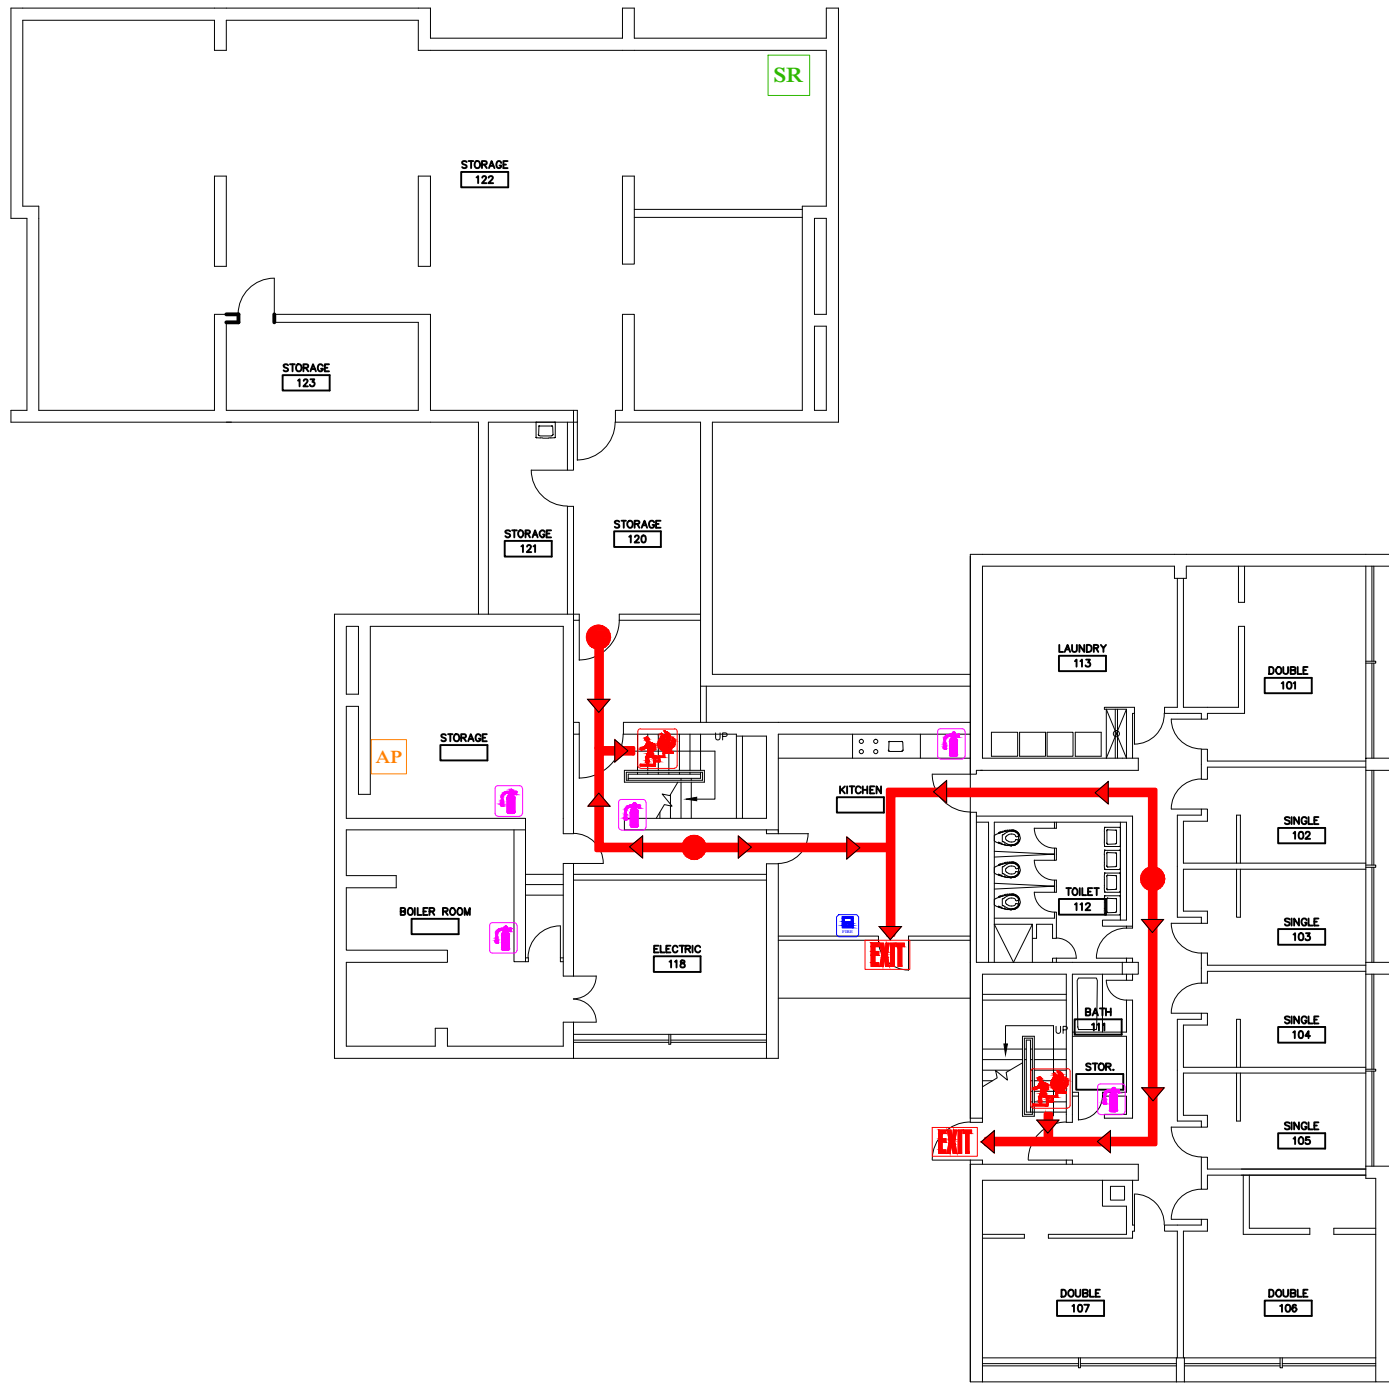 SR
STORAGE
122
STORAGE
123
STORAGE
121
STORAGE
120
LAUNDRY
113
DOUBLE
101
STORAGE
AP
UP
KITCHEN
SINGLE
102
TOILET
112
BOILER ROOM
ELECTRIC
118
EXIT
SINGLE
103
BATH
111
UP
SINGLE
104
STOR.
EXIT
SINGLE
105
DOUBLE
107
DOUBLE
106